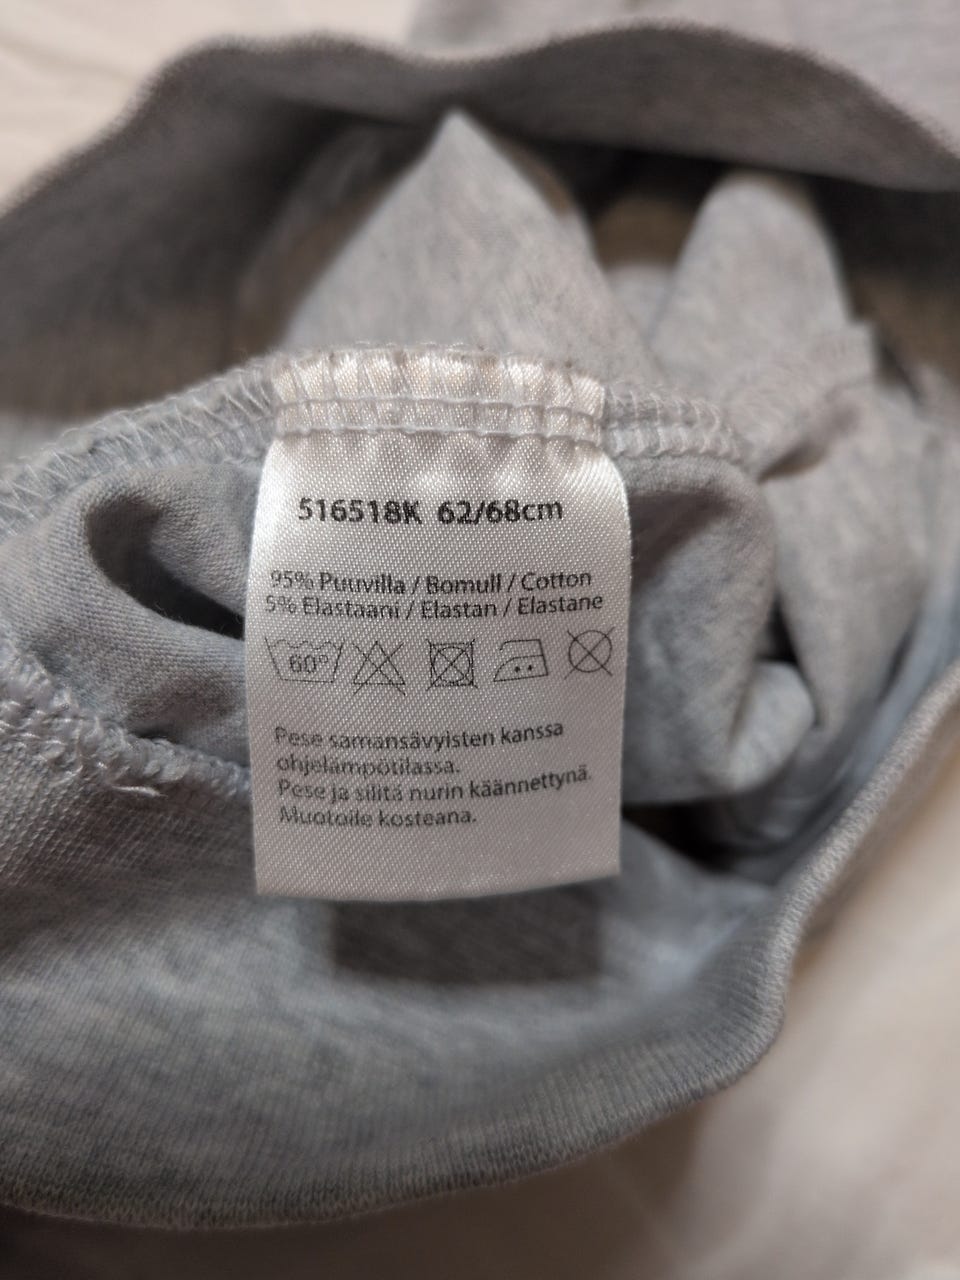 516518K 62/68cm
95% Puuvilla / Bomull / Cotton
5% Elastaani / Elastan / Elastane
60°
Pese samansävyisten kanssa
ohjelämpötilassa.
Pese ja silitä nurin käännettynä.
Muotoile kosteana.